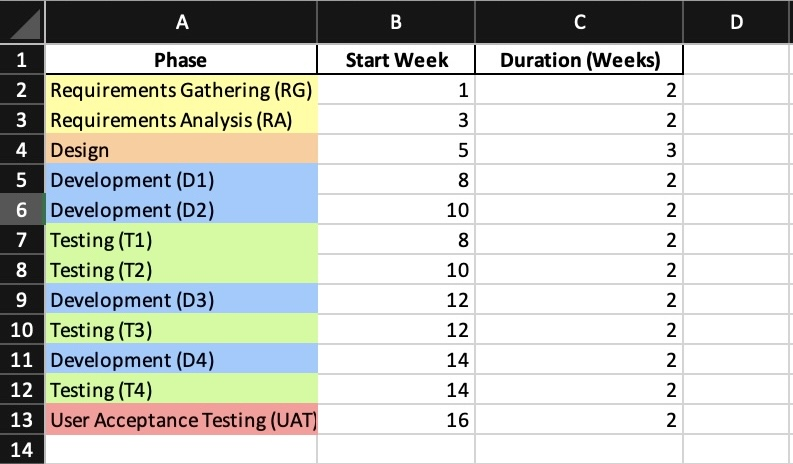 A B C D
1 Phase Start Week Duration (Weeks)
2 Requirements Gathering (RG) 1 2
3 Requirements Analysis (RA) 3 2
4 Design 5 3
5 Development (D1) 8 2
6 Development (D2) 10 2
7 Testing (T1) 8 2
8 Testing (T2) 10 2
9 Development (D3) 12 2
10 Testing (T3) 12 2
11 Development (D4) 14 2
12 Testing (T4) 14 2
13 User Acceptance Testing (UAT) 16 2
14